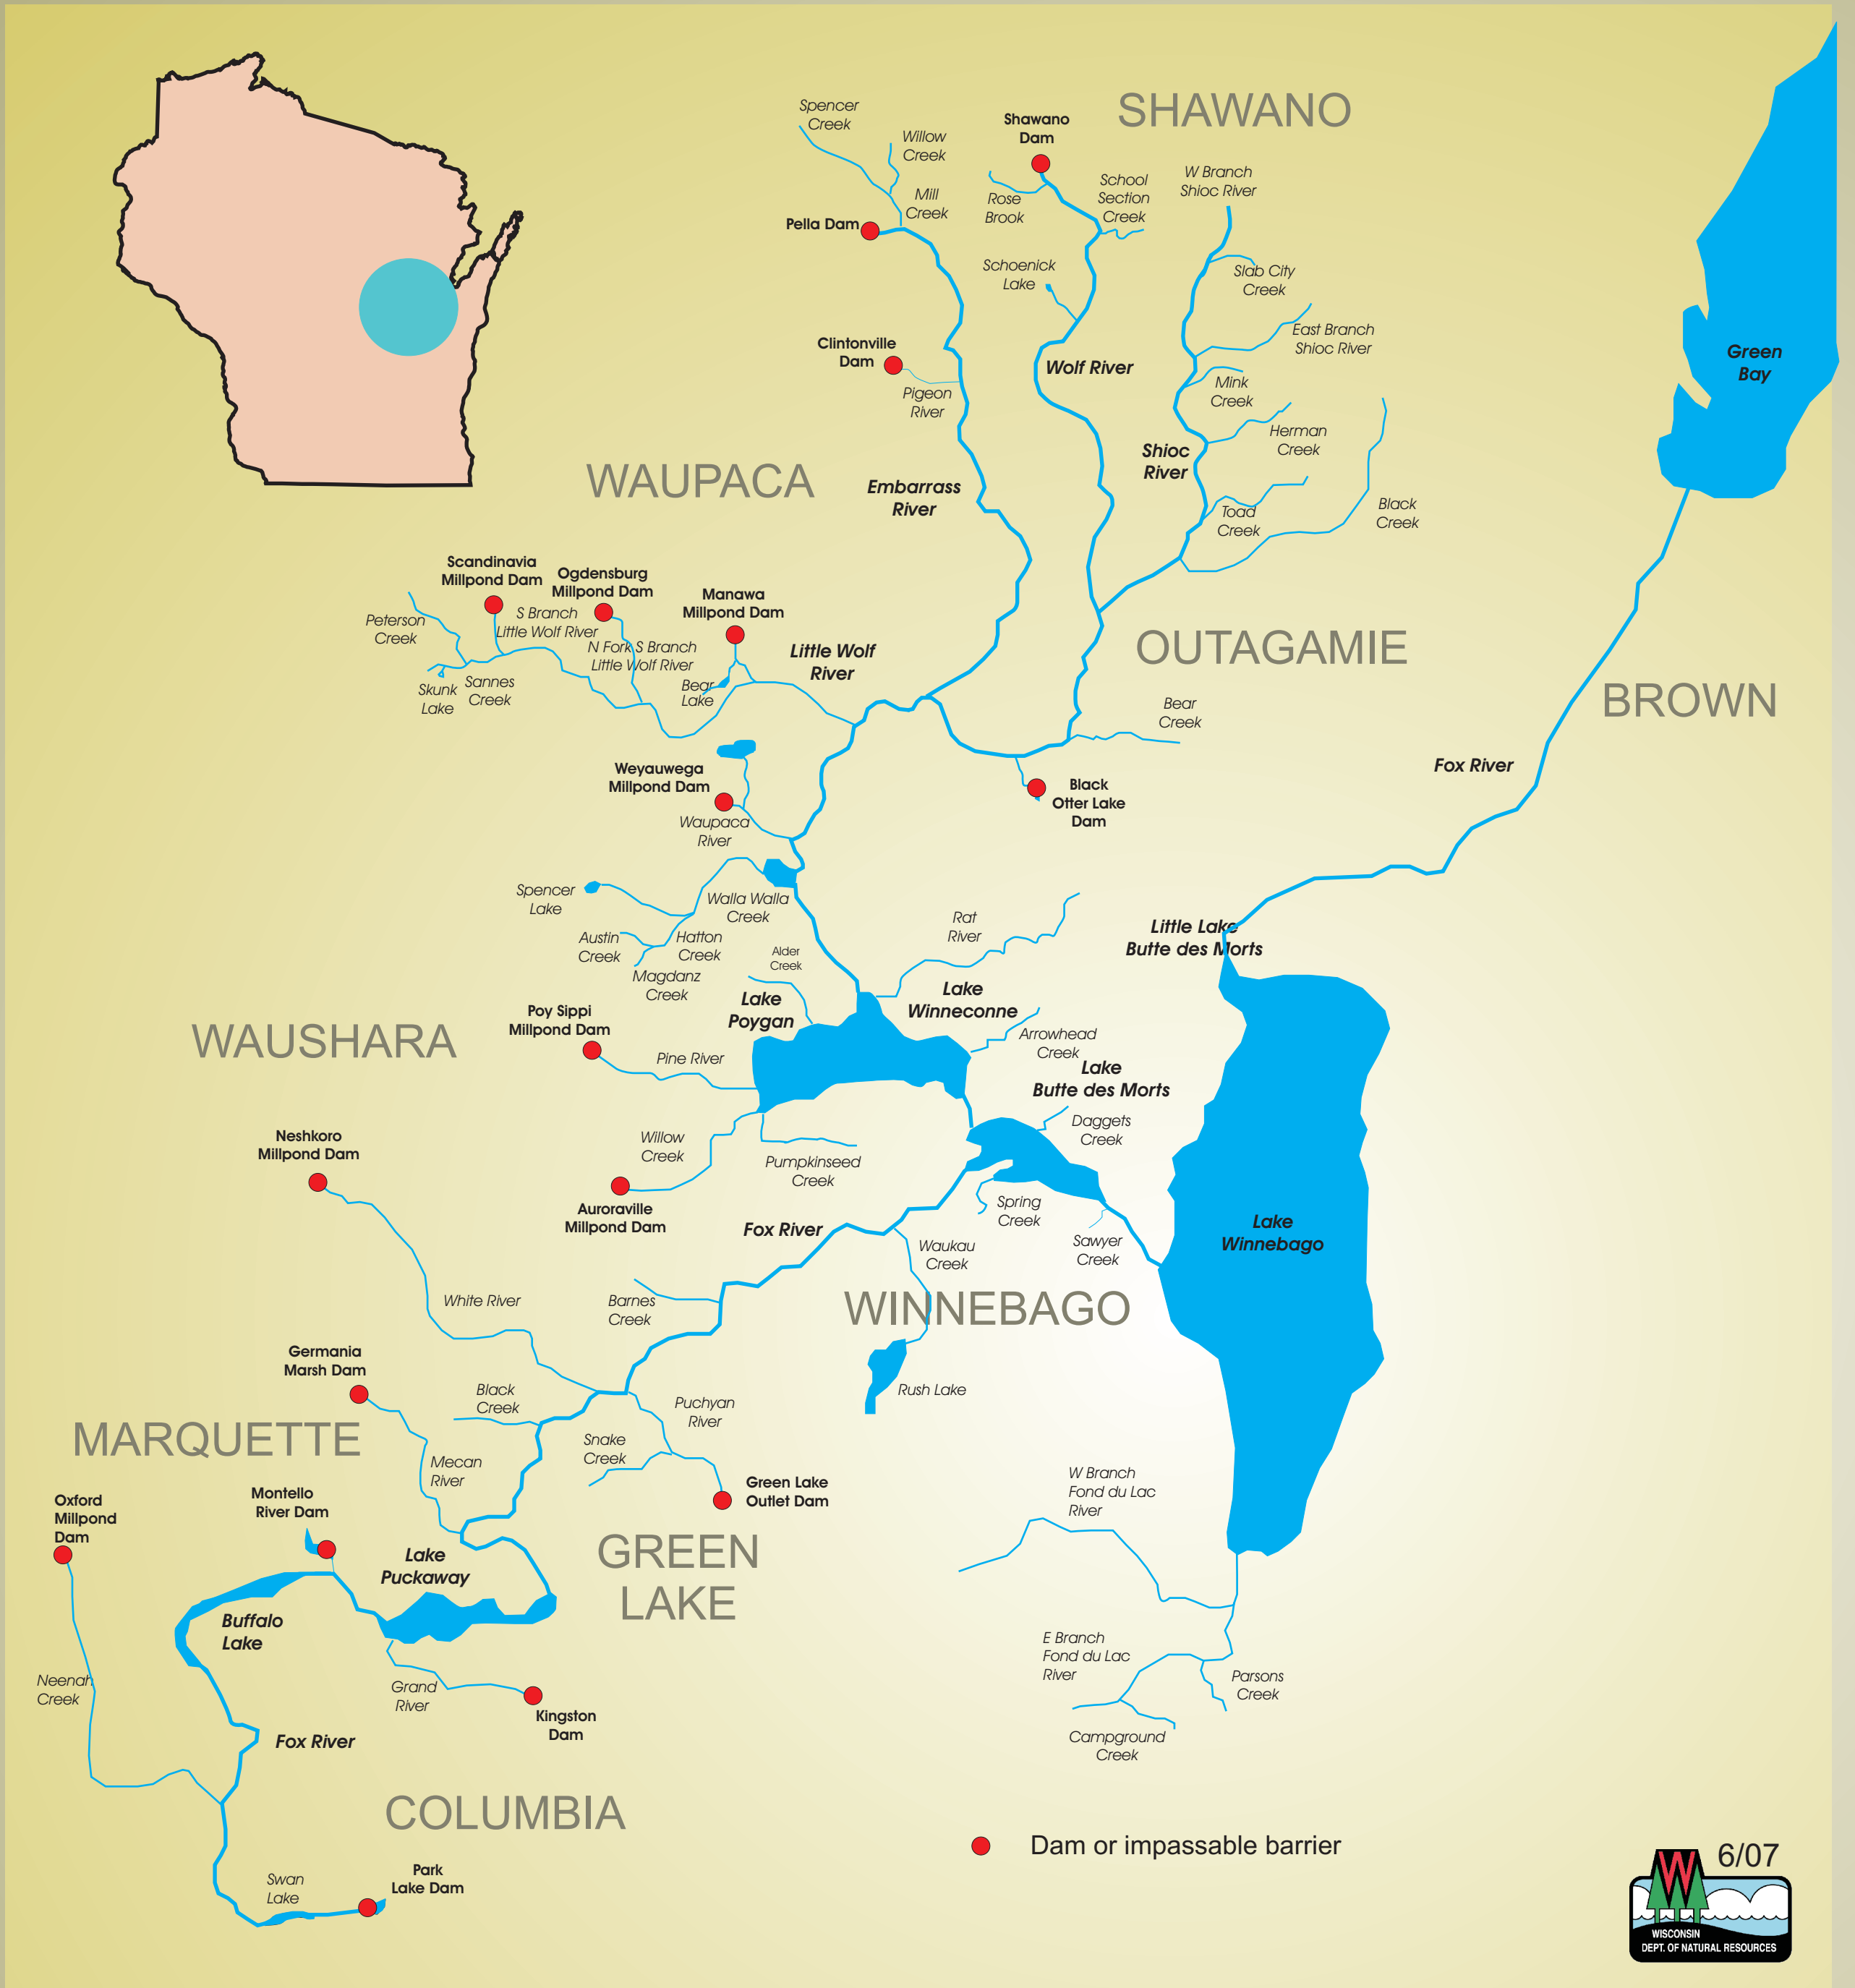 SHAWANO
Spencer
Creek
Willow
Creek
Mill
Creek
Shawano
Dam
Rose
Brook
School
Section
Creek
W Branch
Shioc River
Pella Dam
Schoenick
Lake
Slab City
Creek
East Branch
Shioc River
Green
Bay
Clintonville
Dam
Pigeon
River
Wolf River
Mink
Creek
Herman
Creek
Shioc
River
WAUPACA
Embarrass
River
Toad
Creek
Black
Creek
Scandinavia
Millpond Dam
Ogdensburg
Millpond Dam
Manawa
Millpond Dam
Peterson
Creek
S Branch
Little Wolf River
N Fork S Branch
Little Wolf River
Little Wolf
River
OUTAGAMIE
BROWN
Skunk
Lake
Sannes
Creek
Bear
Lake
Bear
Creek
Weyauwega
Millpond Dam
Waupaca
River
Black
Otter Lake
Dam
Fox River
Spencer
Lake
Walla Walla
Creek
Austin
Creek
Hatton
Creek
Magdanz
Creek
Alder
Creek
Rat
River
Little Lake
Butte des Morts
Lake
Poygan
Lake
Winneconne
WAUSHARA
Poy Sippi
Millpond Dam
Pine River
Arrowhead
Creek
Lake
Butte des Morts
Daggets
Creek
Neshkoro
Millpond Dam
Willow
Creek
Pumpkinseed
Creek
Auroraville
Millpond Dam
Fox River
Spring
Creek
Sawyer
Creek
Lake
Winnebago
Waukau
Creek
White River
Barnes
Creek
WINNEBAGO
Germania
Marsh Dam
Black
Creek
Puchyan
River
Rush Lake
MARQUETTE
Mecan
River
Snake
Creek
Green Lake
Outlet Dam
W Branch
Fond du Lac
River
Oxford
Millpond
Dam
Montello
River Dam
Lake
Puckaway
GREEN
LAKE
Buffalo
Lake
E Branch
Fond du Lac
River
Parsons
Creek
Neenah
Creek
Grand
River
Kingston
Dam
Campground
Creek
Fox River
COLUMBIA
Dam or impassable barrier
Swan
Lake
Park
Lake Dam
6/07
W
WISCONSIN
DEPT. OF NATURAL RESOURCES